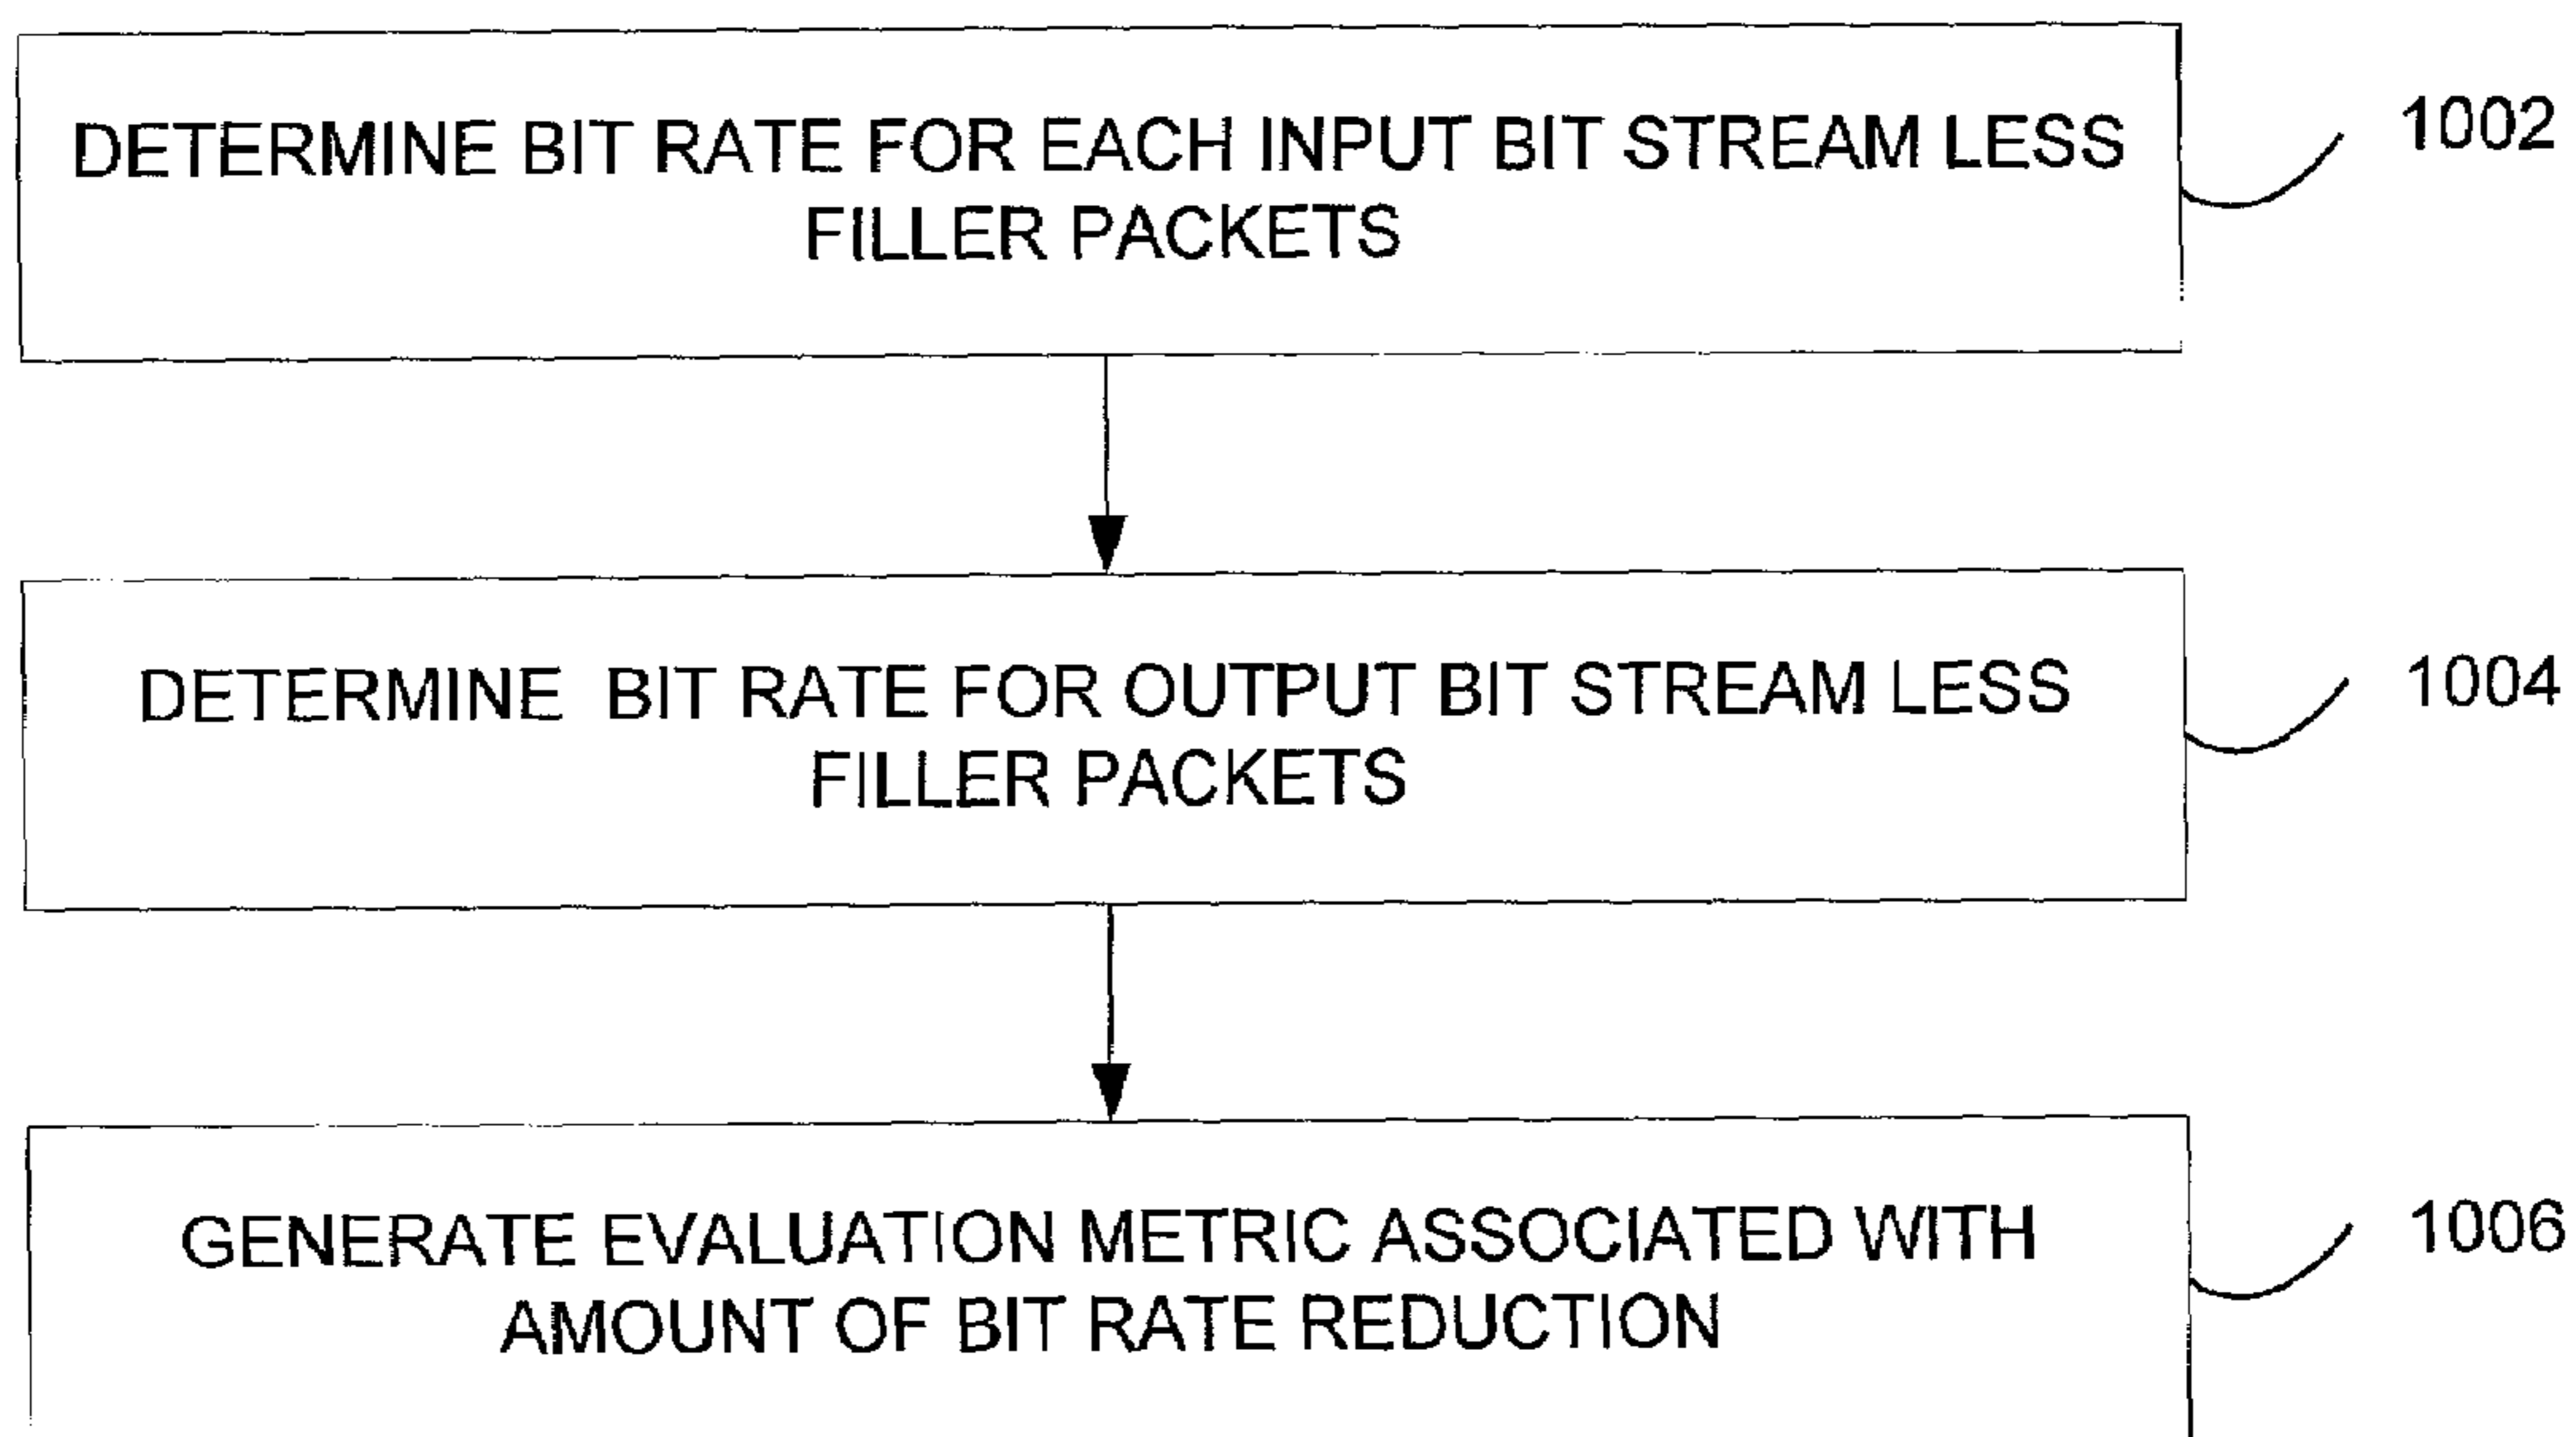 DETERMINE BIT RATE FOR EACH INPUT BIT STREAM LESS
FILLER PACKETS
1002
DETERMINE BIT RATE FOR OUTPUT BIT STREAM LESS
FILLER PACKETS
1004
GENERATE EVALUATION METRIC ASSOCIATED WITH
AMOUNT OF BIT RATE REDUCTION
1006